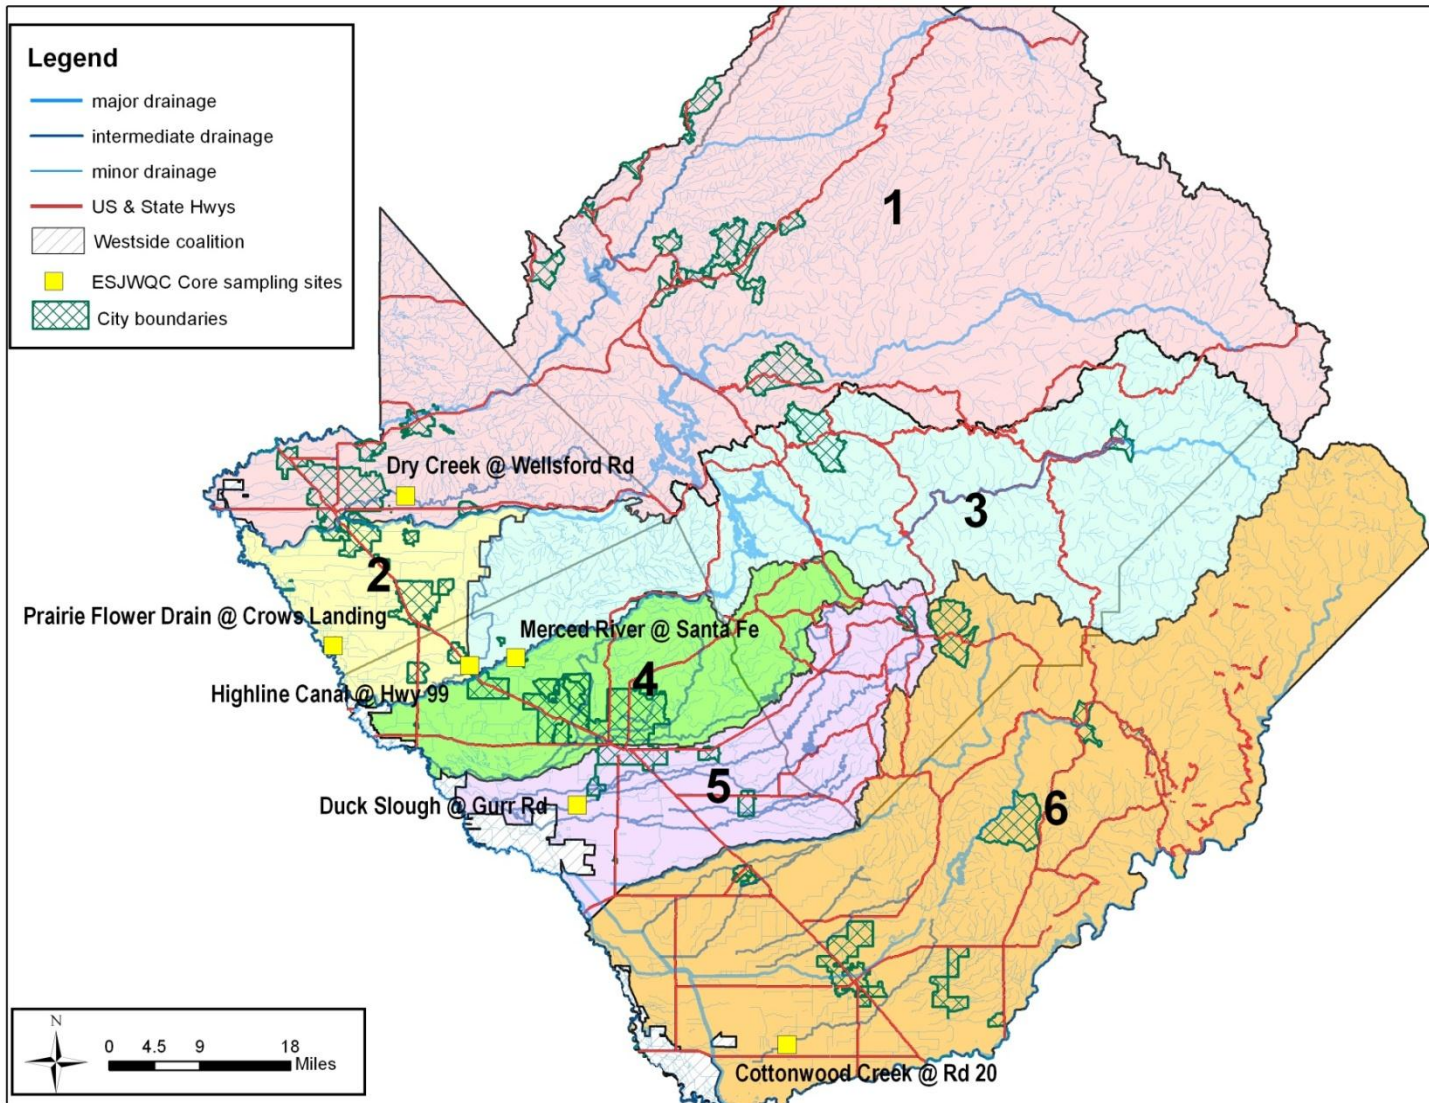 Legend
major drainage
intermediate drainage
minor drainage
US & State Hwys
Westside coalition
ESJWQC Core sampling sites
City boundaries
1
Dry Creek @ Wellsford Rd
3
2
Prairie Flower Drain @ Crows Landing
Merced River @ Santa Fe
4
Highline Canal @ Hwy 99
5
Duck Slough @ Gurr Rd
6
N
0 4.5 9 18
Miles
Cottonwood Creek @ Rd 20